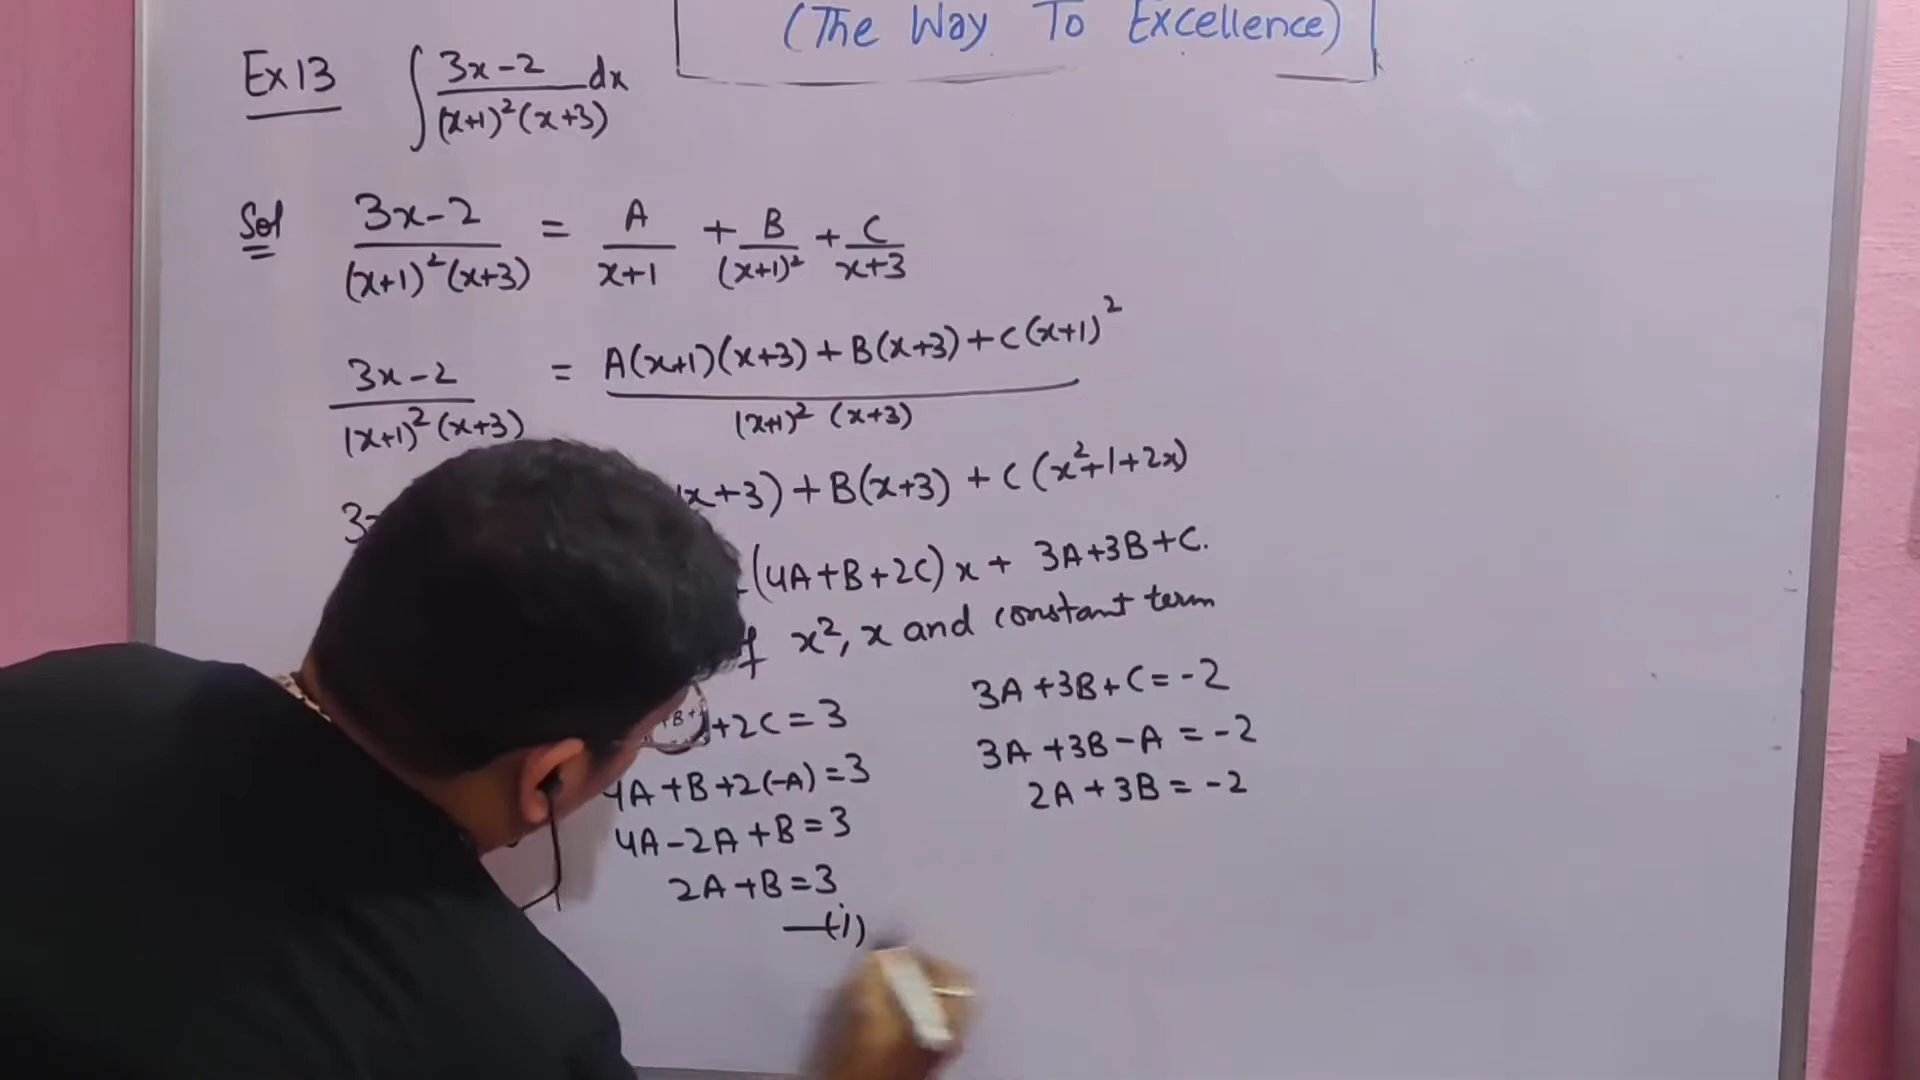 (The Way To Excellence)
Ex 13 ∫ 3x-2 / (x+1)²(x+3) dx
Sol 3x-2 / (x+1)²(x+3) = A / x+1 + B / (x+1)² + C / x+3
3x-2 / (x+1)²(x+3) = A(x+1)(x+3) + B(x+3) + C(x+1)² / (x+1)² (x+3)
3 x+3) + B(x+3) + C (x²+1+2x)
(4A+B+2C) x + 3A+3B+C.
x², x and constant term
+2C = 3
4A+B+2(-A) = 3
4A-2A+B = 3
2A+B = 3
—(i)
3A+3B+C = -2
3A+3B-A = -2
2A+3B = -2